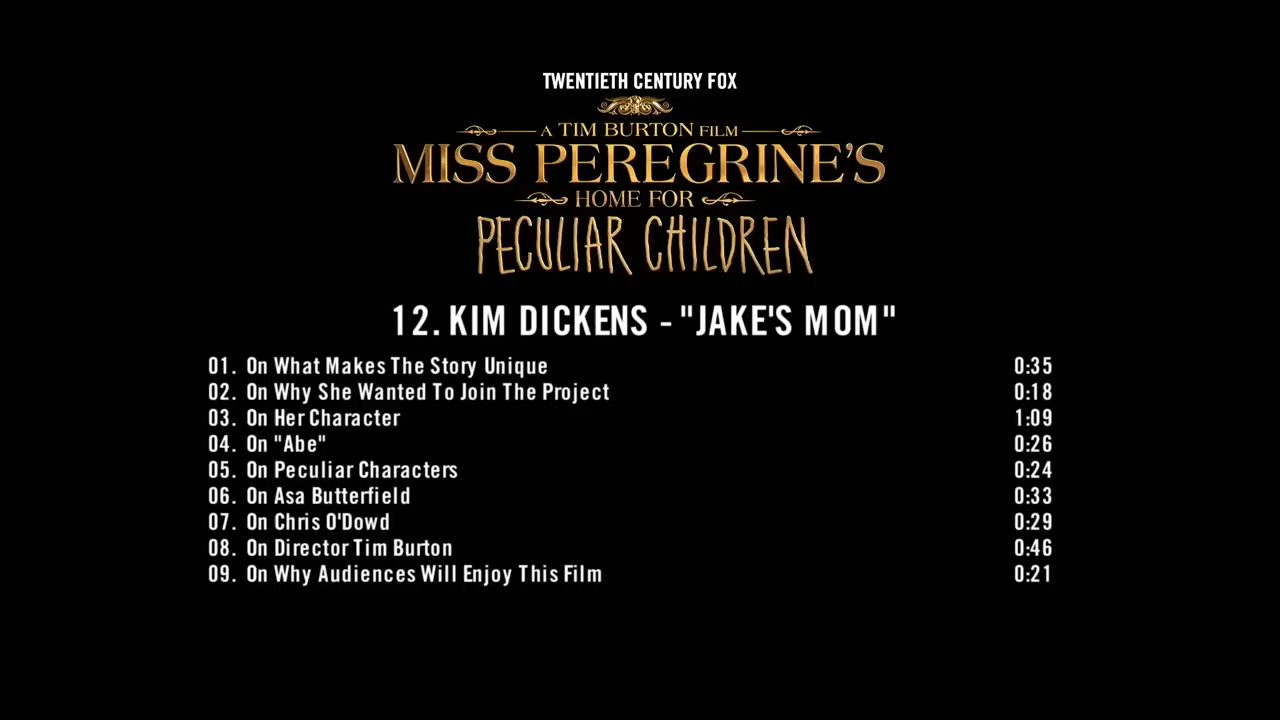 TWENTIETH CENTURY FOX
A TIM BURTON FILM
MISS PEREGRINE'S
HOME FOR
PECULIAR CHILDREN
12. KIM DICKENS - "JAKE'S MOM"
01. On What Makes The Story Unique 0:35
02. On Why She Wanted To Join The Project 0:18
03. On Her Character 1:09
04. On "Abe" 0:26
05. On Peculiar Characters 0:24
06. On Asa Butterfield 0:33
07. On Chris O'Dowd 0:29
08. On Director Tim Burton 0:46
09. On Why Audiences Will Enjoy This Film 0:21